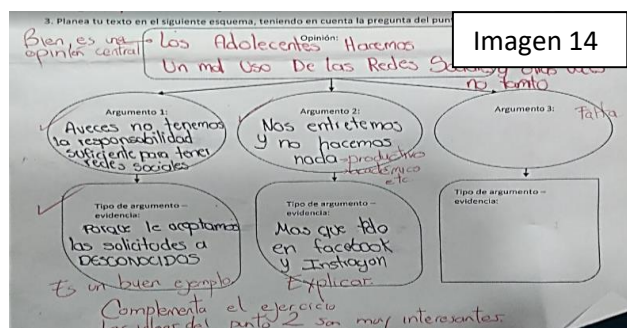 3. Planea tu texto en el siguiente esquema, teniendo en cuenta la pregunta del
Imagen 14
Bien, es una
opinión central
Opinión:
Los Adolecentes Hacemos
Un mal Uso De las Redes
no tanto
Argumento 1:
Aveces no tenemos
la responsabilidad
suficiente para tener
redes sociales
Argumento 2:
Nos entretemos
y no hacemos
nada productivo
académico
etc
Argumento 3:
Falta
Tipo de argumento –
evidencia:
Porque le aceptamos
las solicitudes a
DESCONOCIDOS
Tipo de argumento –
evidencia:
Mas que todo
en facebook
y Instragon
Tipo de argumento –
evidencia:
Es un buen ejemplo
Explicar
Complementa el ejercicio
Las ideas del punto 2 son muy interesantes.